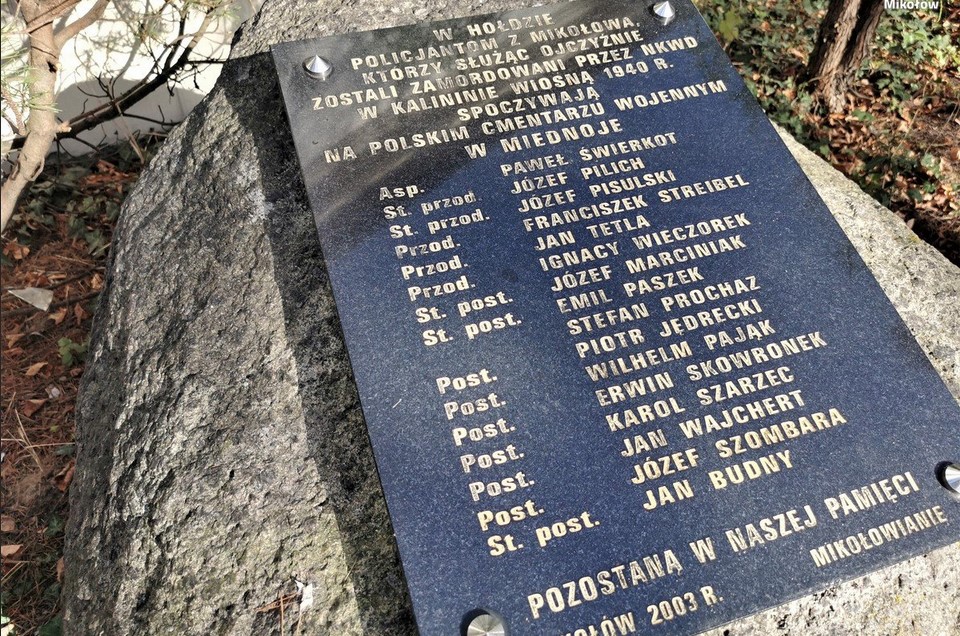 W HOŁDZIE
POLICJANTOM Z MIKOŁOWA,
KTÓRZY SŁUŻĄC OJCZYŹNIE
ZOSTALI ZAMORDOWANI PRZEZ NKWD
W KALININIE WIOSNĄ 1940 R.
SPOCZYWAJĄ
NA POLSKIM CMENTARZU WOJENNYM
W MIEDNOJE
Asp. PAWEŁ ŚWIERKOT
St. przod. JÓZEF PILICH
St. przod. JÓZEF PISULSKI
Przod. FRANCISZEK STREIBEL
Przod. JAN TETLA
Przod. IGNACY WIECZOREK
St. post. JÓZEF MARCINIAK
St. post. EMIL PASZEK
STEFAN PROCHAZ
Post. PIOTR JĘDRECKI
Post. WILHELM PAJĄK
Post. ERWIN SKOWRONEK
Post. KAROL SZARZEC
Post. JAN WAJCHERT
Post. JÓZEF SZOMBARA
St. post. JAN BUDNY
POZOSTANĄ W NASZEJ PAMIĘCI
MIKOŁOWIANIE
KOŁÓW 2003 R.
Mikołów